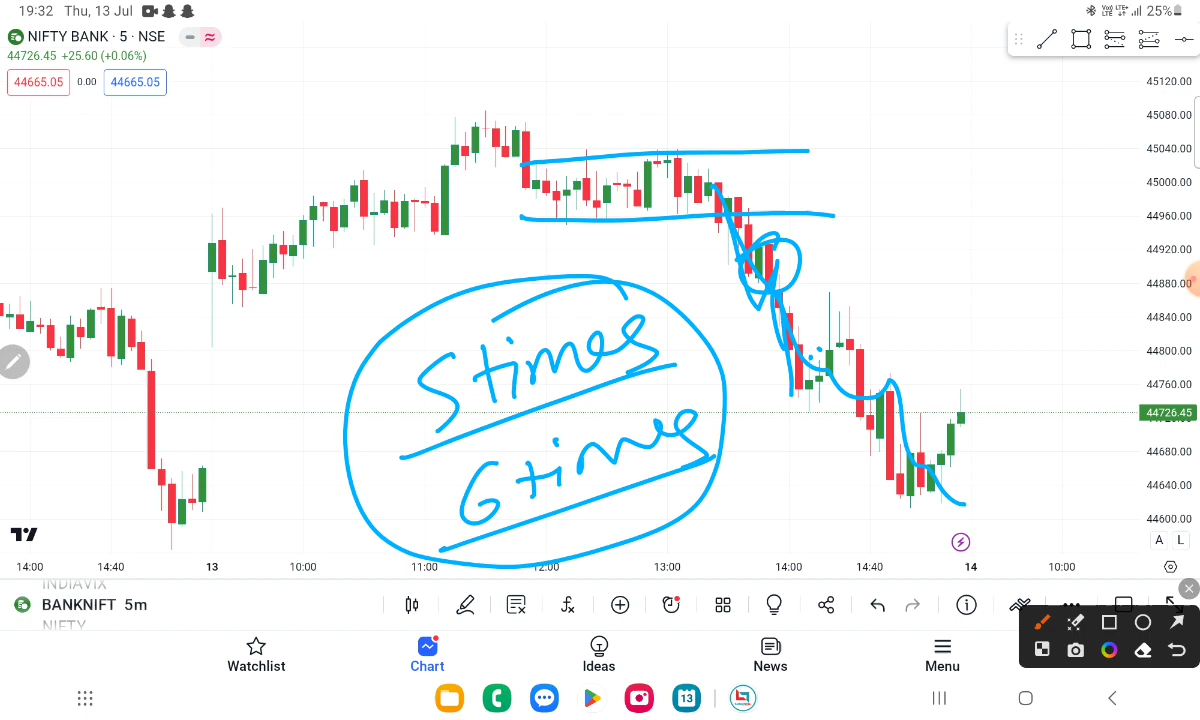 19:32 Thu, 13 Jul 25%
NIFTY BANK · 5 · NSE
44726.45 +25.60 (+0.06%)
44665.05 0.00 44665.05
45120.00
45080.00
45040.00
45000.00
44960.00
44920.00
44880.00
44840.00
44800.00
44760.00
44726.45
44680.00
44640.00
44600.00
5 times
6 times
A L
14:00 14:40 13 10:00 11:00 12:00 13:00 14:00 14:40 14 10:00
INDIAVIX
BANKNIFT 5m
NIFTY
Watchlist Chart Ideas News Menu
13